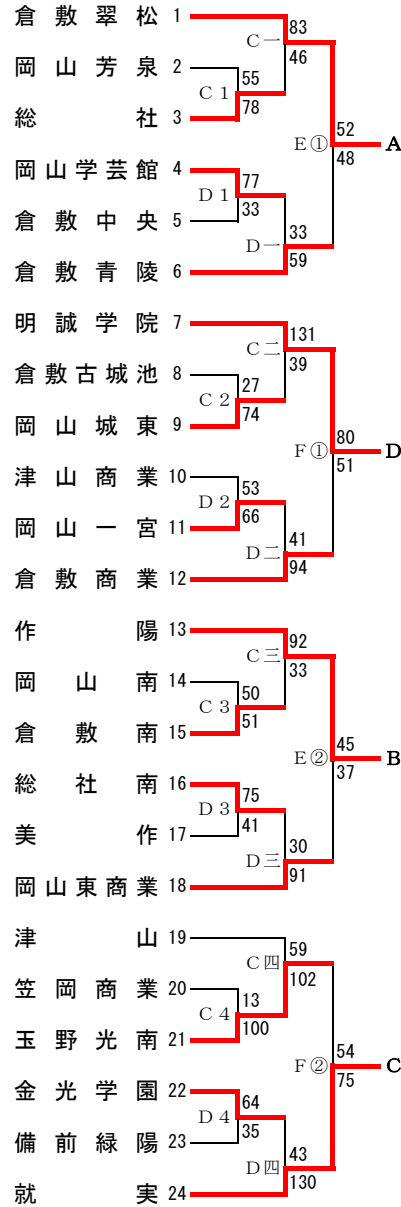 倉敷翠松 1
83
C一
46
岡山芳泉 2
55
C1
78
総社 3
52
E① A
48
岡山学芸館 4
77
D1
33
倉敷中央 5
33
D一
59
倉敷青陵 6
明誠学院 7
131
C二
39
倉敷古城池 8
27
C2
74
岡山城東 9
80
F① D
51
津山商業 10
53
D2
66
岡山一宮 11
41
D二
94
倉敷商業 12
作陽 13
92
C三
33
岡山南 14
50
C3
51
倉敷南 15
45
E② B
37
総社南 16
75
D3
41
美作 17
30
D三
91
岡山東商業 18
津山 19
59
C四
102
笠岡商業 20
13
C4
100
玉野光南 21
54
F② C
75
金光学園 22
64
D4
35
備前緑陽 23
43
D四
130
就実 24